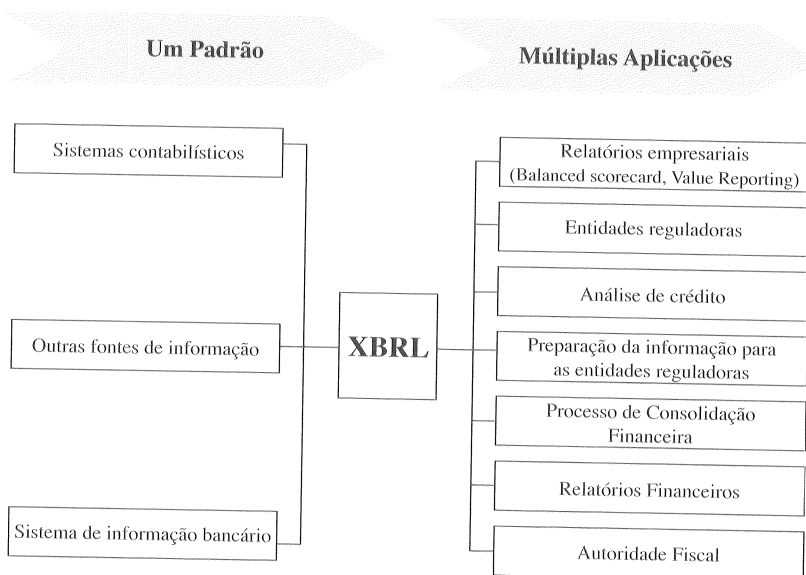 Um Padrão
Múltiplas Aplicações
Sistemas contabilísticos
Outras fontes de informação
Sistema de informação bancário
XBRL
Relatórios empresariais
(Balanced scorecard, Value Reporting)
Entidades reguladoras
Análise de crédito
Preparação da informação para
as entidades reguladoras
Processo de Consolidação
Financeira
Relatórios Financeiros
Autoridade Fiscal